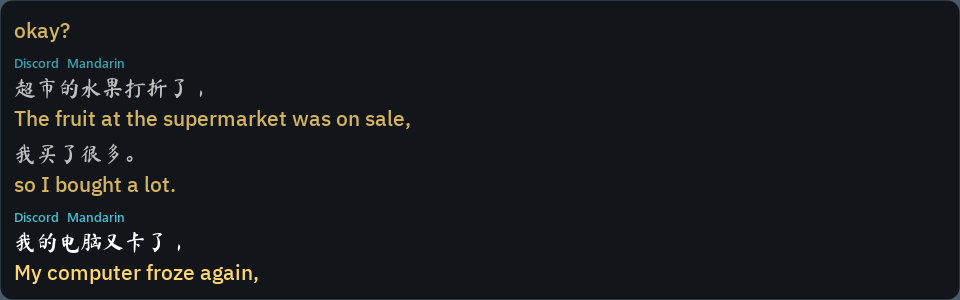 okay?
Discord Mandarin
超市的水果打折了，
The fruit at the supermarket was on sale,
我买了很多。
so I bought a lot.
Discord Mandarin
我的电脑又卡了，
My computer froze again,